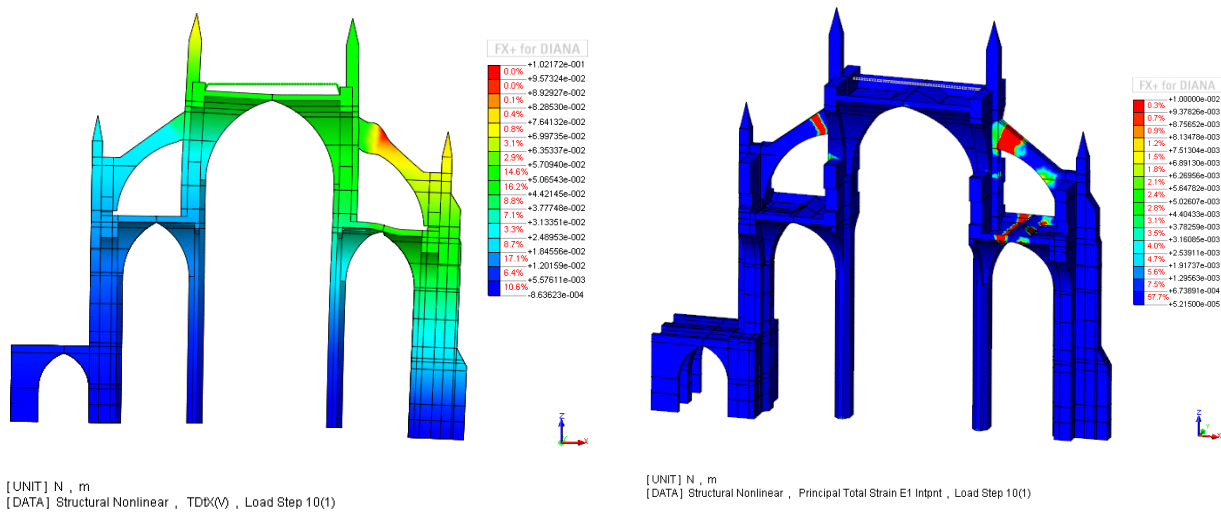 FX+ for DIANA
+1.02172e-001
0.0%
+9.57324e-002
0.0%
+8.92927e-002
0.1%
+8.28530e-002
0.4%
+7.64132e-002
0.8%
+6.99735e-002
3.1%
+6.35337e-002
2.9%
+5.70940e-002
14.6%
+5.06543e-002
16.2%
+4.42145e-002
8.8%
+3.77748e-002
7.1%
+3.13351e-002
3.3%
+2.48953e-002
8.7%
+1.84556e-002
17.1%
+1.20159e-002
6.4%
+5.57611e-003
10.6%
-8.63623e-004
Z
Y
X
[UNIT] N , m
[DATA] Structural Nonlinear , TDtX(V) , Load Step 10(1)
FX+ for DIANA
+1.00000e-002
0.3%
+9.37826e-003
0.7%
+8.75652e-003
0.9%
+8.13478e-003
1.2%
+7.51304e-003
1.5%
+6.89130e-003
1.8%
+6.26956e-003
2.1%
+5.64782e-003
2.4%
+5.02607e-003
2.8%
+4.40433e-003
3.1%
+3.78259e-003
3.5%
+3.16085e-003
4.0%
+2.53911e-003
4.7%
+1.91737e-003
5.6%
+1.29563e-003
7.5%
+6.73891e-004
57.7%
+5.21500e-005
Z
Y
X
[UNIT] N , m
[DATA] Structural Nonlinear , Principal Total Strain E1 Intpnt , Load Step 10(1)